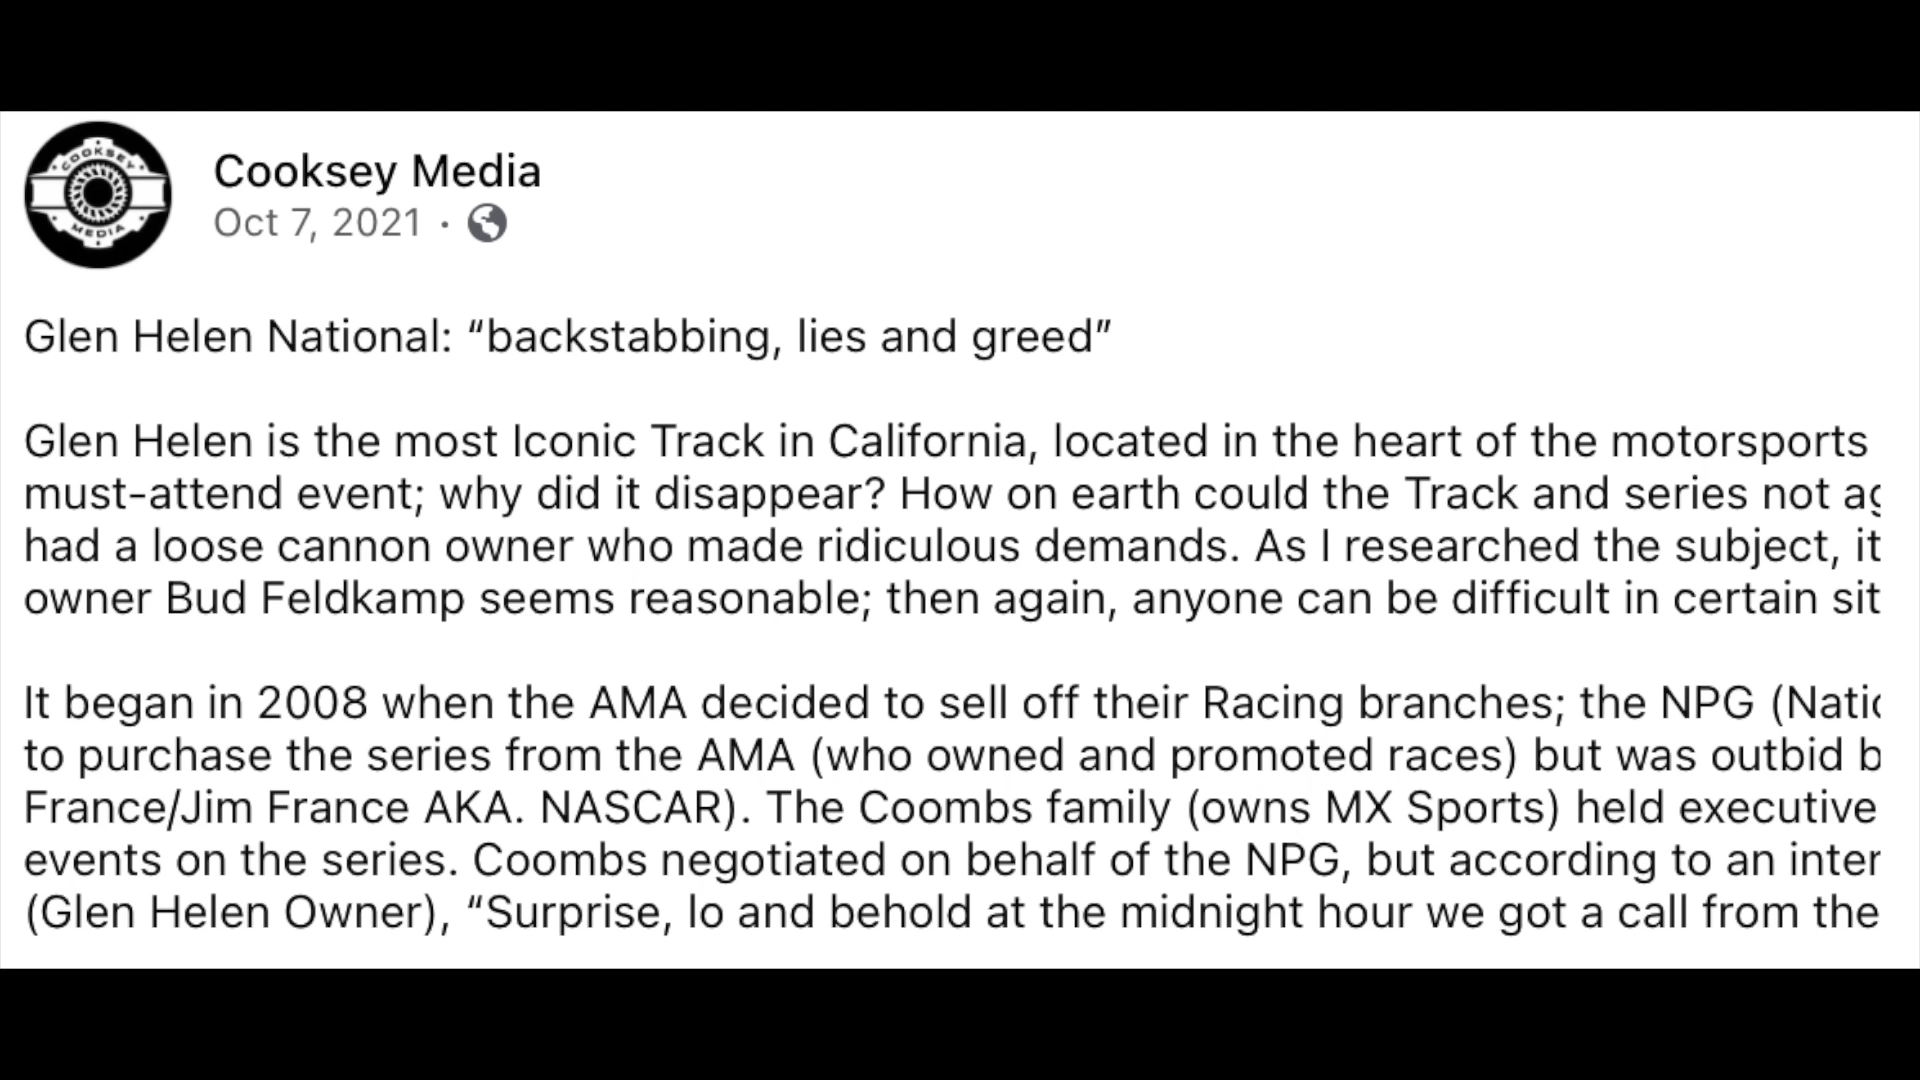 COOKSEY
MEDIA
Cooksey Media
Oct 7, 2021 ·
Glen Helen National: “backstabbing, lies and greed”
Glen Helen is the most Iconic Track in California, located in the heart of the motorsports
must-attend event; why did it disappear? How on earth could the Track and series not
had a loose cannon owner who made ridiculous demands. As I researched the subject, it
owner Bud Feldkamp seems reasonable; then again, anyone can be difficult in certain sit
It began in 2008 when the AMA decided to sell off their Racing branches; the NPG (Natio
to purchase the series from the AMA (who owned and promoted races) but was outbid b
France/Jim France AKA. NASCAR). The Coombs family (owns MX Sports) held executive
events on the series. Coombs negotiated on behalf of the NPG, but according to an inter
(Glen Helen Owner), “Surprise, lo and behold at the midnight hour we got a call from the